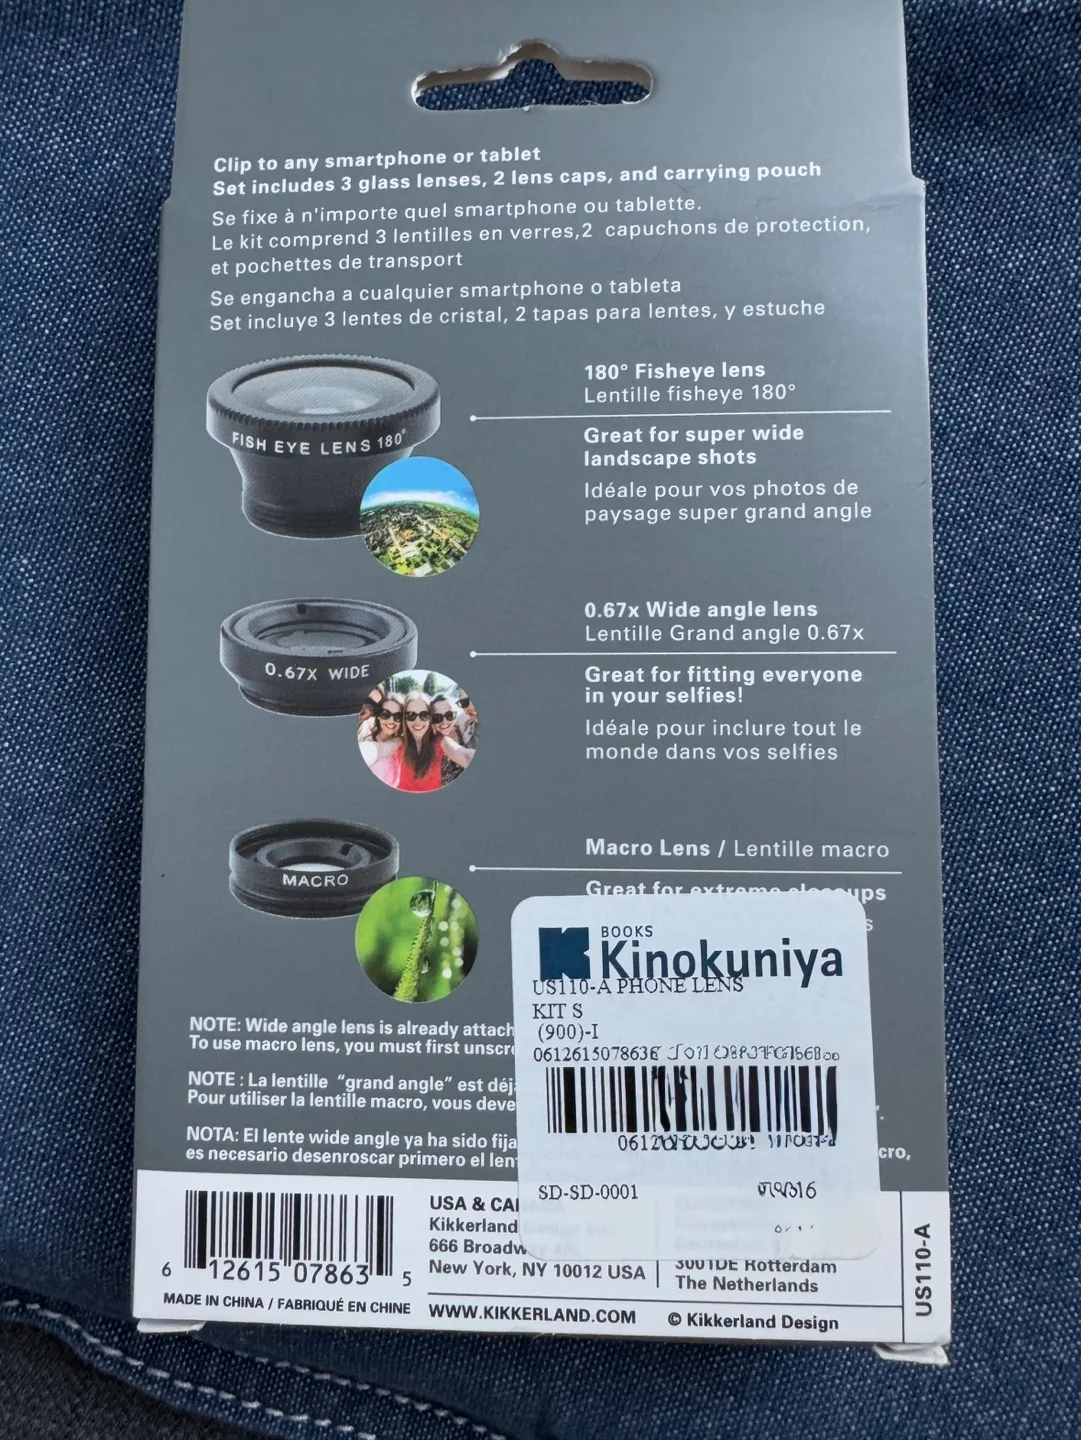 Clip to any smartphone or tablet
Set includes 3 glass lenses, 2 lens caps, and carrying pouch
Se fixe à n'importe quel smartphone ou tablette.
Le kit comprend 3 lentilles en verres,2 capuchons de protection,
et pochettes de transport
Se engancha a cualquier smartphone o tableta
Set incluye 3 lentes de cristal, 2 tapas para lentes, y estuche
FISH EYE LENS 180°
180° Fisheye lens
Lentille fisheye 180°
Great for super wide
landscape shots
Idéale pour vos photos de
paysage super grand angle
0.67X WIDE
0.67x Wide angle lens
Lentille Grand angle 0.67x
Great for fitting everyone
in your selfies!
Idéale pour inclure tout le
monde dans vos selfies
MACRO
Macro Lens / Lentille macro
Great for extreme closeups
BOOKS
Kinokuniya
US110-A PHONE LENS
KIT S
(900)-I
SD-SD-0001
NOTE: Wide angle lens is already
To use macro lens, you must first
NOTE : La lentille "grand angle" est
Pour utiliser la lentille macro, vous
NOTA: El lente wide angle ya ha sido
es necesario desenroscar primero el
6 12615 07863 5
MADE IN CHINA / FABRIQUÉ EN CHINE
USA &
Kikkerland
666
New York, NY 10012 USA
3001DE Rotterdam
The Netherlands
WWW.KIKKERLAND.COM
© Kikkerland Design
US110-A